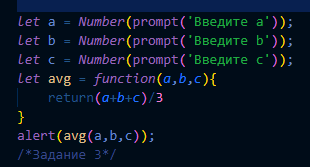 let a = Number(prompt('Введите a'));
let b = Number(prompt('Введите b'));
let c = Number(prompt('Введите c'));
let avg = function(a,b,c){
    return(a+b+c)/3
}
alert(avg(a,b,c));
/*Задание 3*/